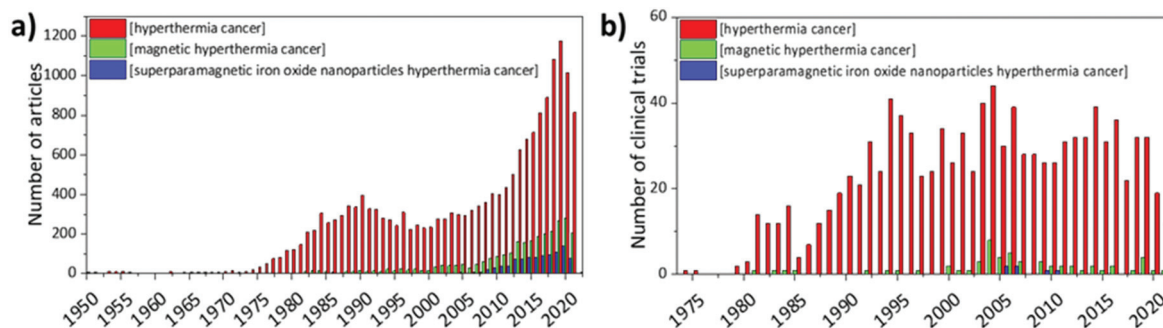 a)
Number of articles
1200
1000
800
600
400
200
0
[hyperthermia cancer]
[magnetic hyperthermia cancer]
[superparamagnetic iron oxide nanoparticles hyperthermia cancer]
1950 1955 1960 1965 1970 1975 1980 1985 1990 1995 2000 2005 2010 2015 2020
b)
Number of clinical trials
60
40
20
0
[hyperthermia cancer]
[magnetic hyperthermia cancer]
[superparamagnetic iron oxide nanoparticles hyperthermia cancer]
1975 1980 1985 1990 1995 2000 2005 2010 2015 2020